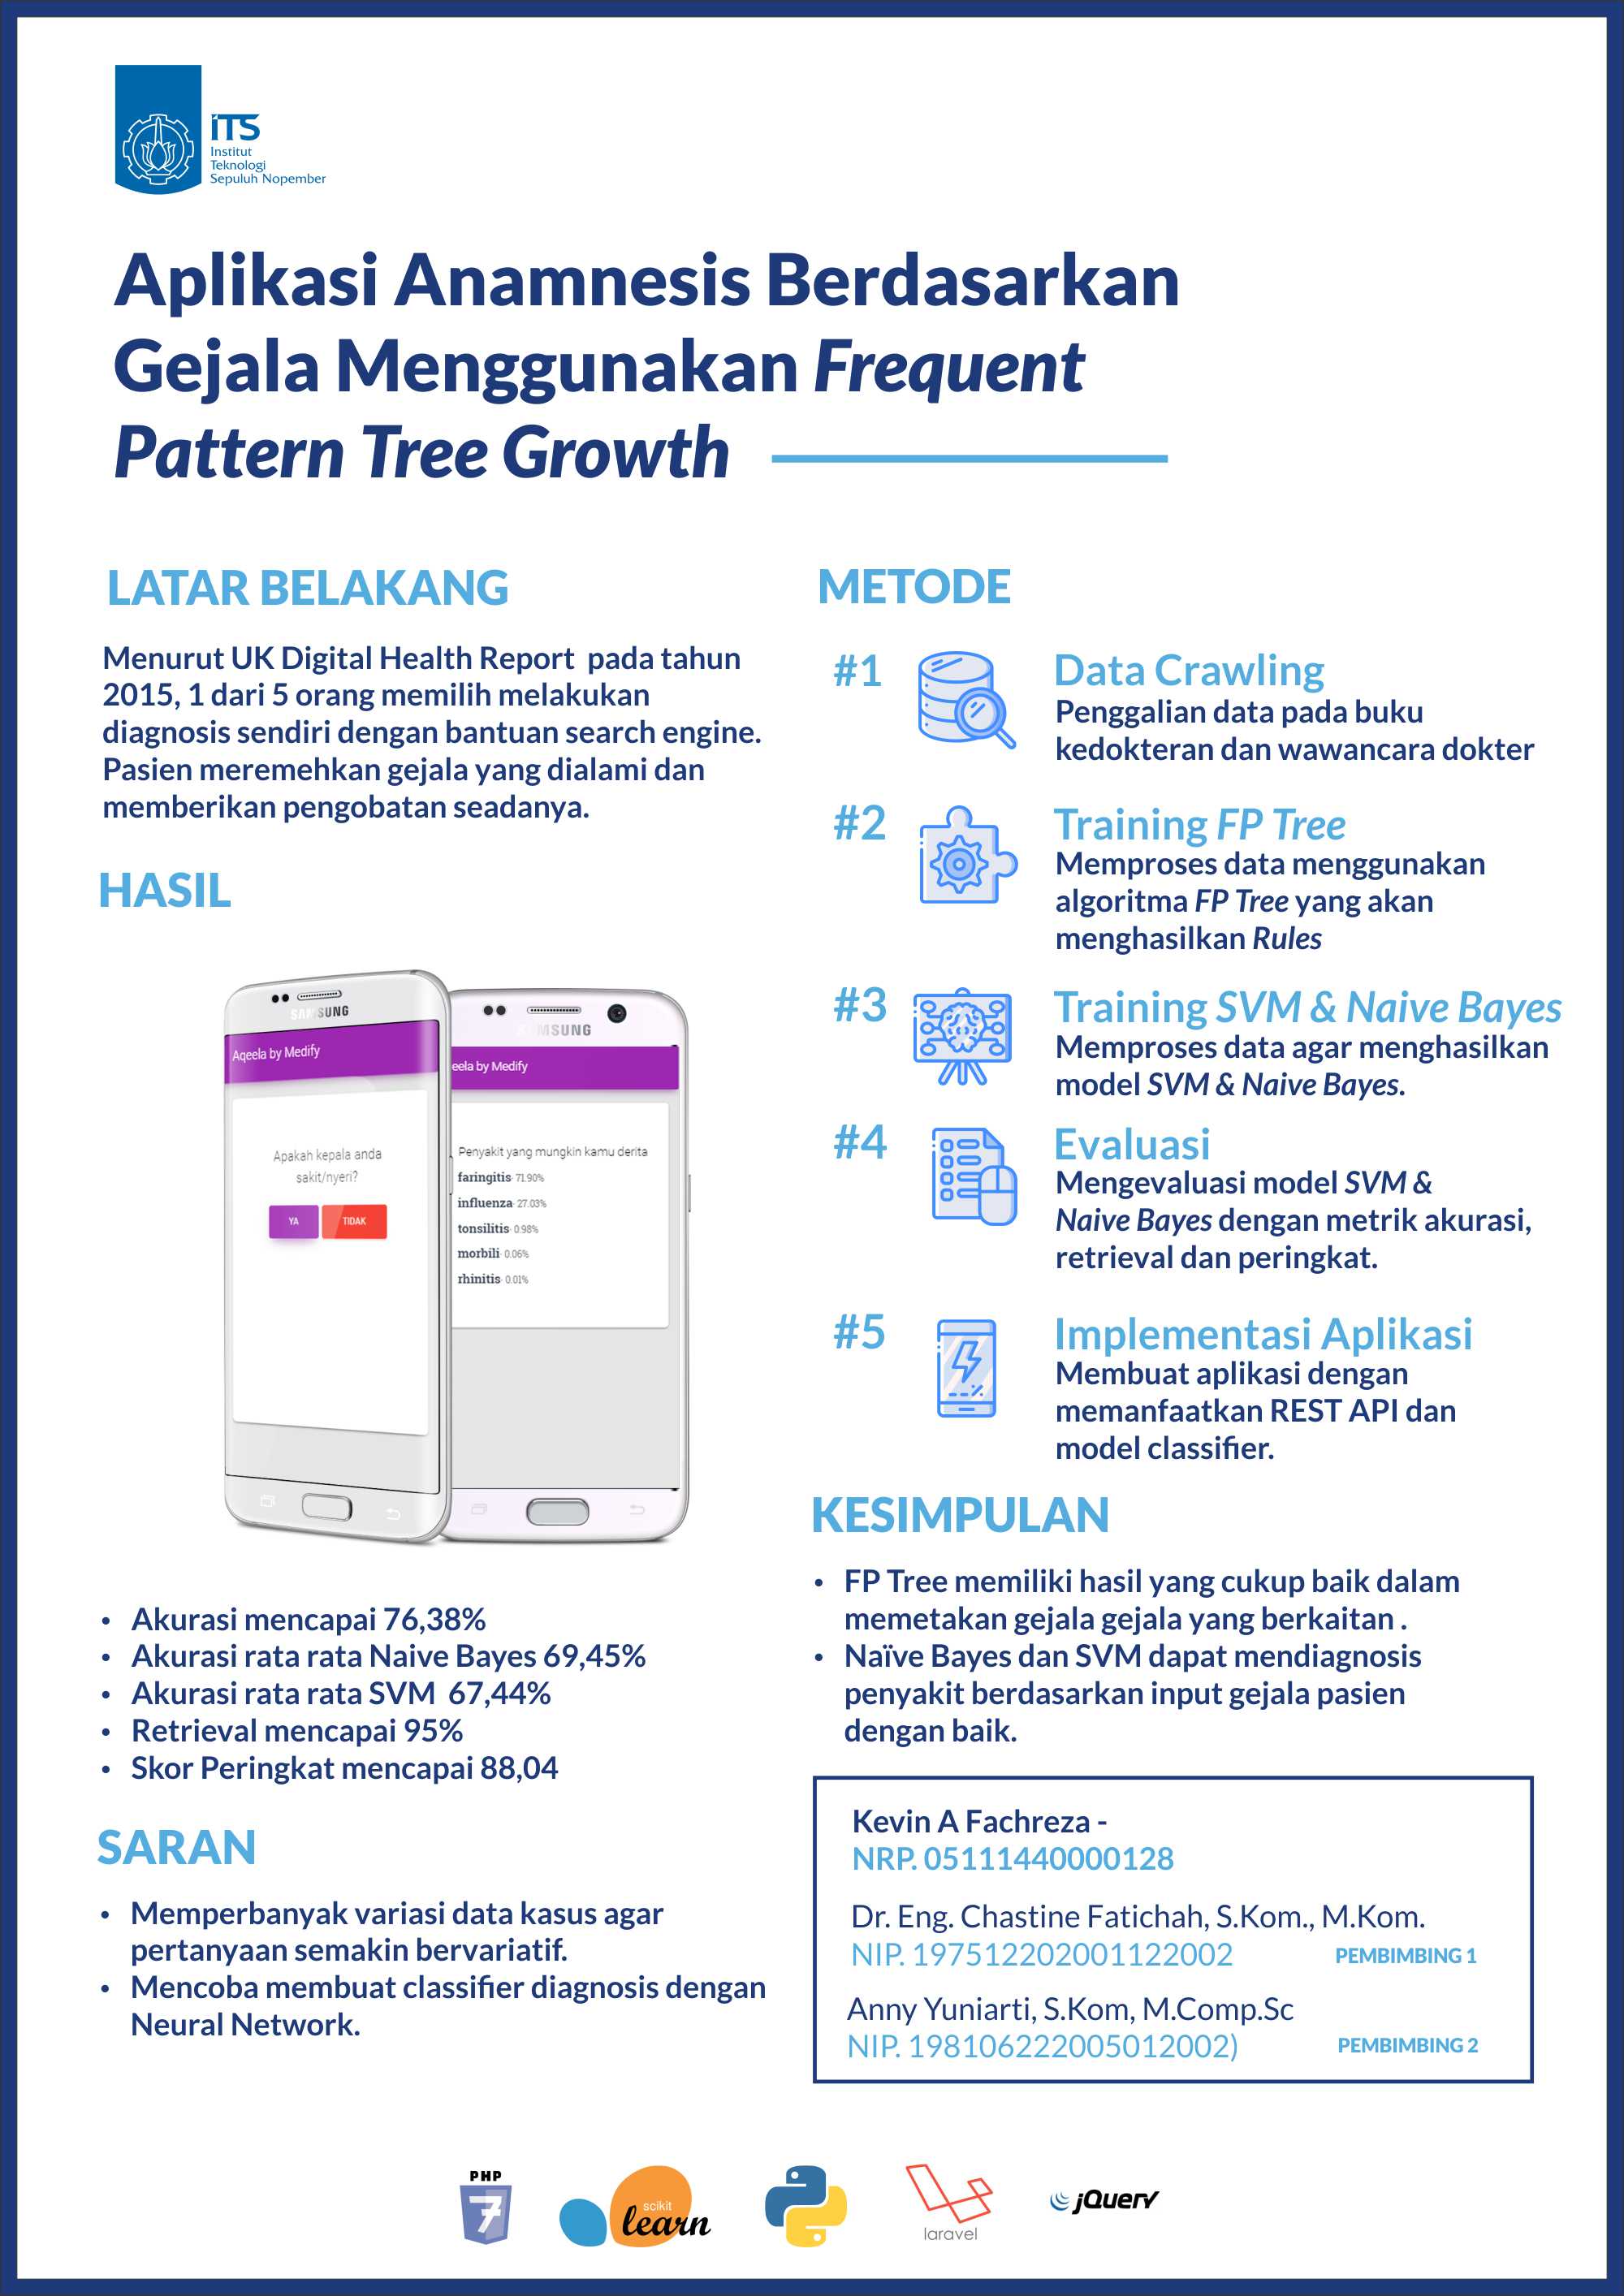 iTS
Institut
Teknologi
Sepuluh Nopember
Aplikasi Anamnesis Berdasarkan
Gejala Menggunakan Frequent
Pattern Tree Growth
LATAR BELAKANG
Menurut UK Digital Health Report pada tahun
2015, 1 dari 5 orang memilih melakukan
diagnosis sendiri dengan bantuan search engine.
Pasien meremehkan gejala yang dialami dan
memberikan pengobatan seadanya.
HASIL
SAMSUNG
Aqeela by Medify
Apakah kepala anda
sakit/nyeri?
YA
TIDAK
MSUNG
eela by Medify
Penyakit yang mungkin kamu derita
faringitis 71.90%
influenza 27.03%
tonsilitis 0.98%
morbili 0.06%
rhinitis 0.01%
• Akurasi mencapai 76,38%
• Akurasi rata rata Naive Bayes 69,45%
• Akurasi rata rata SVM 67,44%
• Retrieval mencapai 95%
• Skor Peringkat mencapai 88,04
SARAN
• Memperbanyak variasi data kasus agar
pertanyaan semakin bervariatif.
• Mencoba membuat classifier diagnosis dengan
Neural Network.
METODE
#1
Data Crawling
Penggalian data pada buku
kedokteran dan wawancara dokter
#2
Training FP Tree
Memproses data menggunakan
algoritma FP Tree yang akan
menghasilkan Rules
#3
Training SVM & Naive Bayes
Memproses data agar menghasilkan
model SVM & Naive Bayes.
#4
Evaluasi
Mengevaluasi model SVM &
Naive Bayes dengan metrik akurasi,
retrieval dan peringkat.
#5
Implementasi Aplikasi
Membuat aplikasi dengan
memanfaatkan REST API dan
model classifier.
KESIMPULAN
• FP Tree memiliki hasil yang cukup baik dalam
memetakan gejala gejala yang berkaitan .
• Naïve Bayes dan SVM dapat mendiagnosis
penyakit berdasarkan input gejala pasien
dengan baik.
Kevin A Fachreza -
NRP. 05111440000128
Dr. Eng. Chastine Fatichah, S.Kom., M.Kom.
NIP. 197512202001122002 PEMBIMBING 1
Anny Yuniarti, S.Kom, M.Comp.Sc
NIP. 198106222005012002) PEMBIMBING 2
PHP
7
scikit
learn
laravel
jQuery